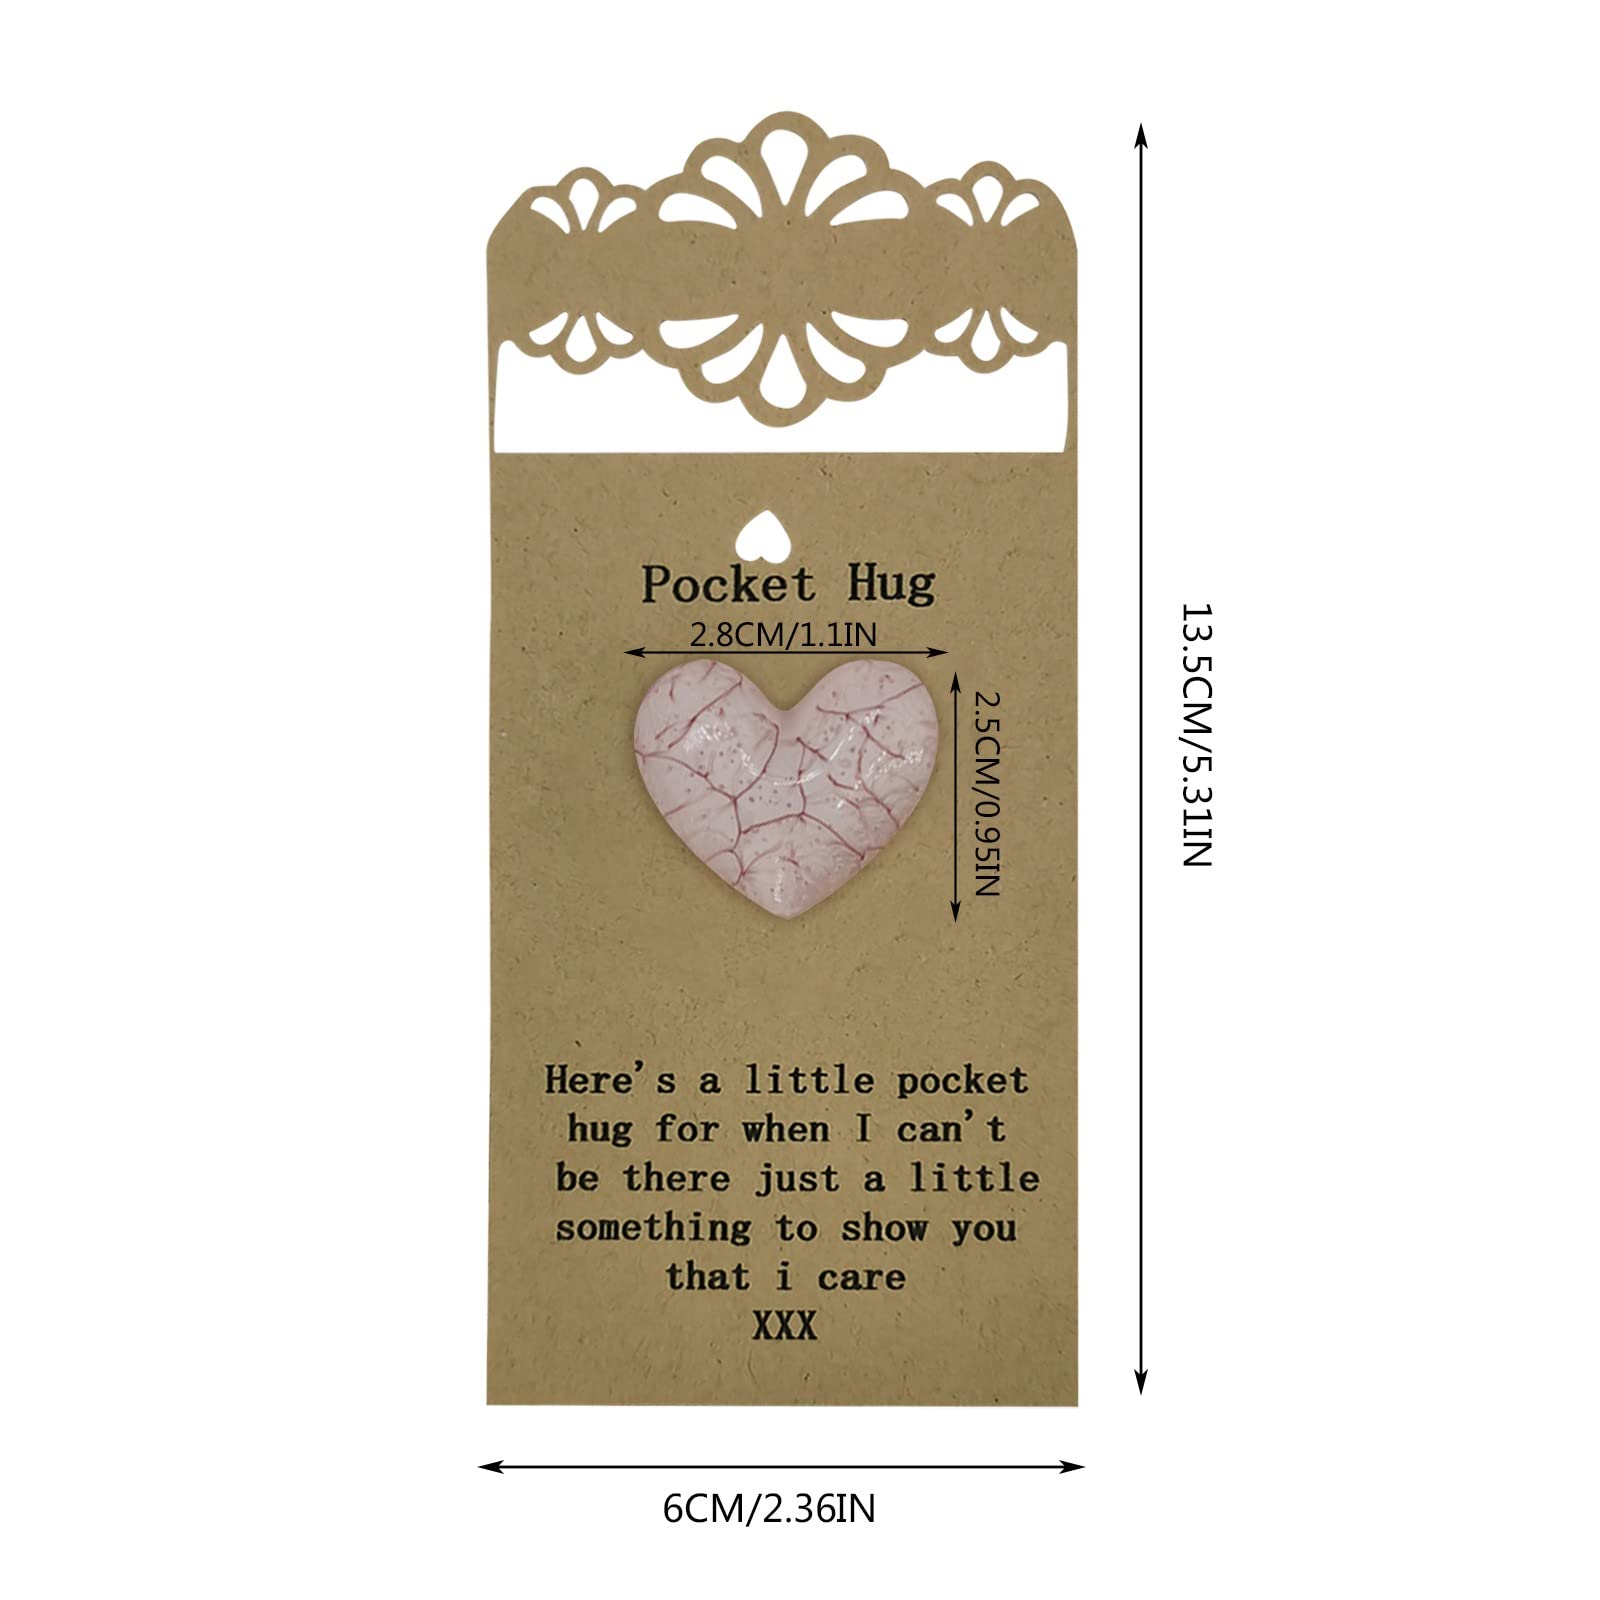 Pocket Hug
2.8CM/1.1IN
2.5CM/0.95IN
13.5CM/5.31IN
Here's a little pocket
hug for when I can't
be there just a little
something to show you
that i care
XXX
6CM/2.36IN